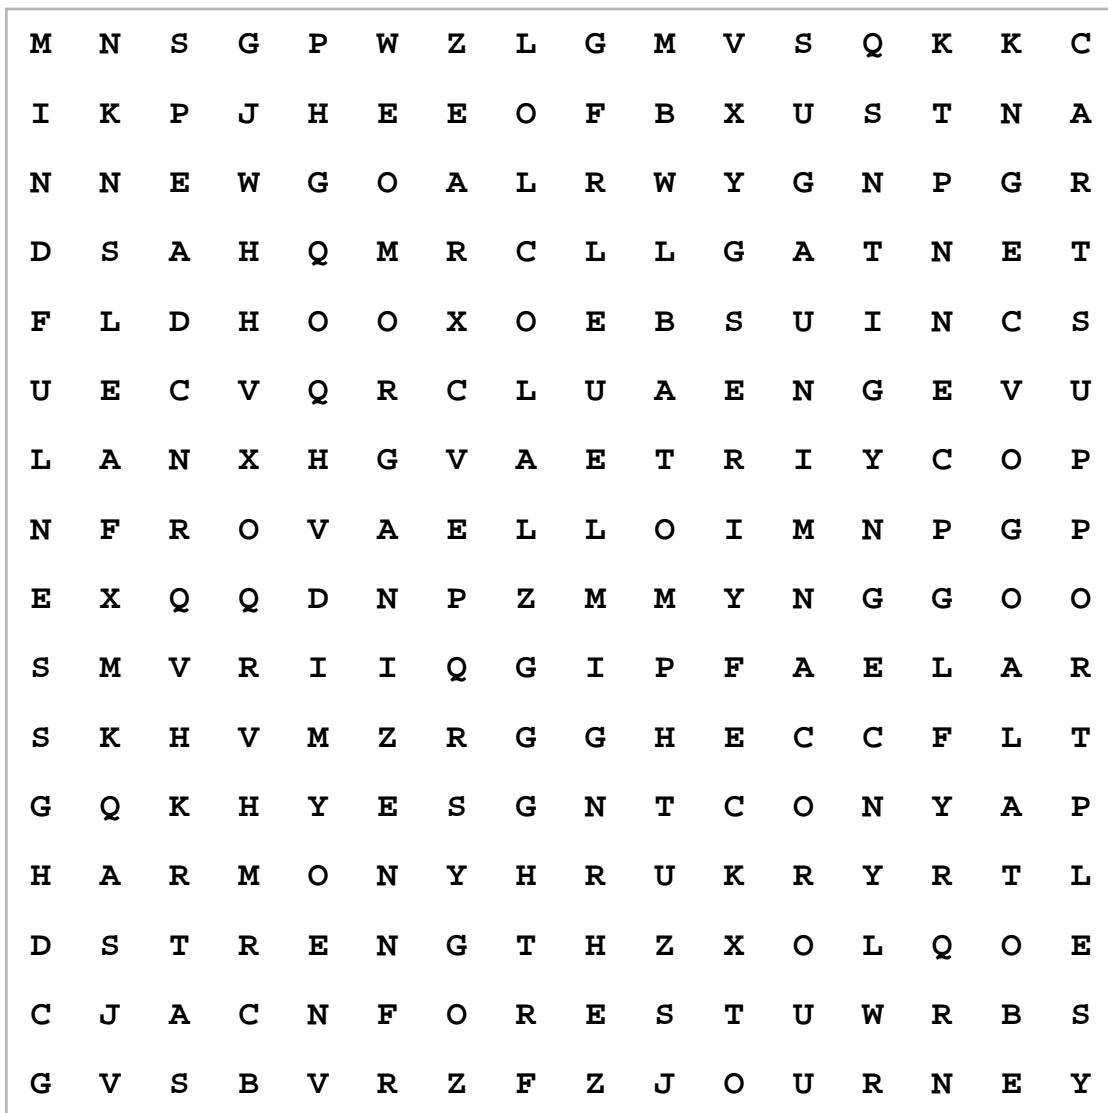 M N S G P W Z L G M V S Q K K C
I K P J H E E O F B X U S T N A
N N E W G O A L R W Y G N P G R
D S A H Q M R C L L G A T N E T
F L D H O O X O E B S U I N C S
U E C V Q R C L U A E N G E V U
L A N X H G V A E T R I Y C O P
N F R O V A E L L O I M N P G P
E X Q Q D N P Z M M Y N G G O O
S M V R I I Q G I P F A E L A R
S K H V M Z R G G H E C C F L T
G Q K H Y E S G N T C O N Y A P
H A R M O N Y H R U K R Y R T L
D S T R E N G T H Z X O L Q O E
C J A C N F O R E S T U W R B S
G V S B V R Z F Z J O U R N E Y